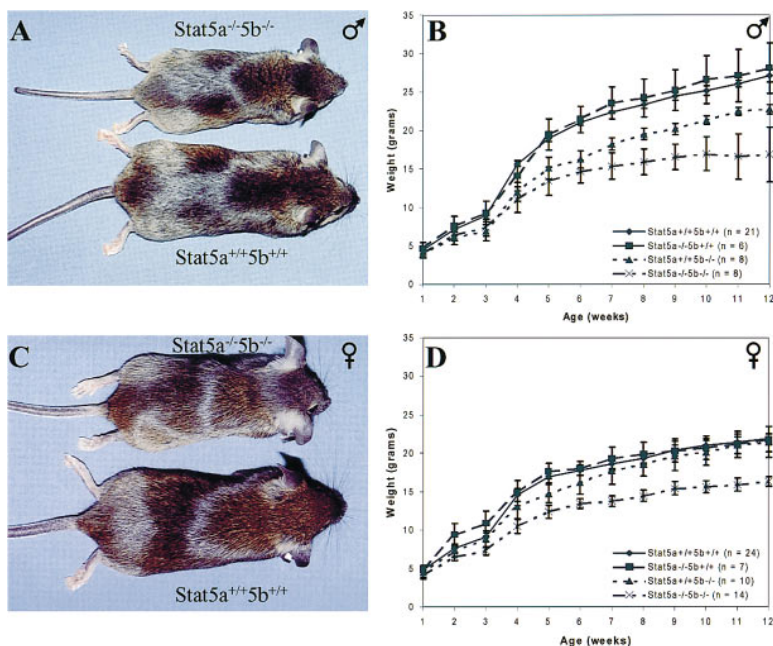 A
Stat5a-/-5b-/-
♂
Stat5a+/+5b+/+
B
♂
Weight (grams)
35
30
25
20
15
10
5
0
Stat5a+/+5b+/+ (n = 21)
Stat5a-/-5b+/+ (n = 6)
Stat5a+/+5b-/- (n = 8)
Stat5a-/-5b-/- (n = 8)
1 2 3 4 5 6 7 8 9 10 11 12
Age (weeks)
C
Stat5a-/-5b-/-
♀
Stat5a+/+5b+/+
D
♀
Weight (grams)
35
30
25
20
15
10
5
0
Stat5a+/+5b+/+ (n = 24)
Stat5a-/-5b+/+ (n = 7)
Stat5a+/+5b-/- (n = 10)
Stat5a-/-5b-/- (n = 14)
1 2 3 4 5 6 7 8 9 10 11 12
Age (weeks)